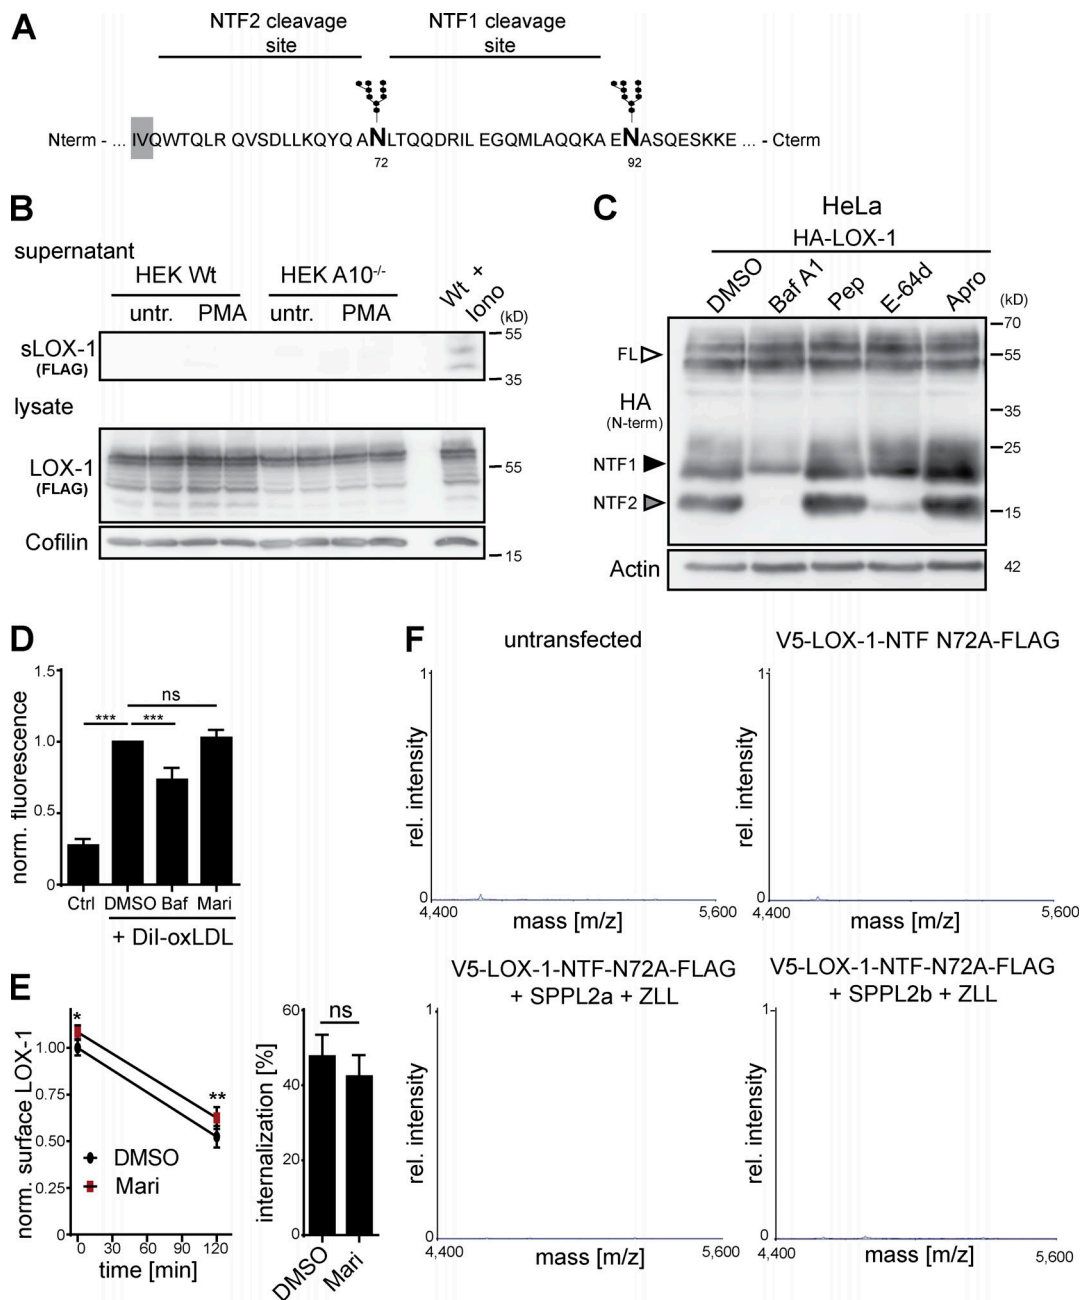 A
NTF2 cleavage site
NTF1 cleavage site
Nterm - ... IVQWTQLR QVSDLLKQYQ ANLTQQDRIL EGQMLAQQKA ENASQESKKE ... - Cterm
72
92
B
supernatant
HEK Wt
HEK A10-/-
Wt + Iono
untr.
PMA
untr.
PMA
(kD)
sLOX-1
(FLAG)
55
35
lysate
LOX-1
(FLAG)
55
Cofilin
15
C
HeLa
HA-LOX-1
DMSO
Baf A1
Pep
E-64d
Apro
(kD)
70
FL
55
HA
(N-term)
35
25
NTF1
NTF2
15
Actin
42
D
norm. fluorescence
1.5
1.0
0.5
0
***
***
ns
Ctrl
DMSO
Baf
Mari
+ DiI-oxLDL
E
norm. surface LOX-1
1.00
0.75
0.50
0.25
0
*
**
DMSO
Mari
0 30 60 90 120
time [min]
internalization [%]
60
40
20
0
ns
DMSO
Mari
F
untransfected
rel. intensity
1
0
4,400
5,600
mass [m/z]
V5-LOX-1-NTF N72A-FLAG
rel. intensity
1
0
4,400
5,600
mass [m/z]
V5-LOX-1-NTF-N72A-FLAG
+ SPPL2a + ZLL
rel. intensity
1
0
4,400
5,600
mass [m/z]
V5-LOX-1-NTF-N72A-FLAG
+ SPPL2b + ZLL
rel. intensity
1
0
4,400
5,600
mass [m/z]